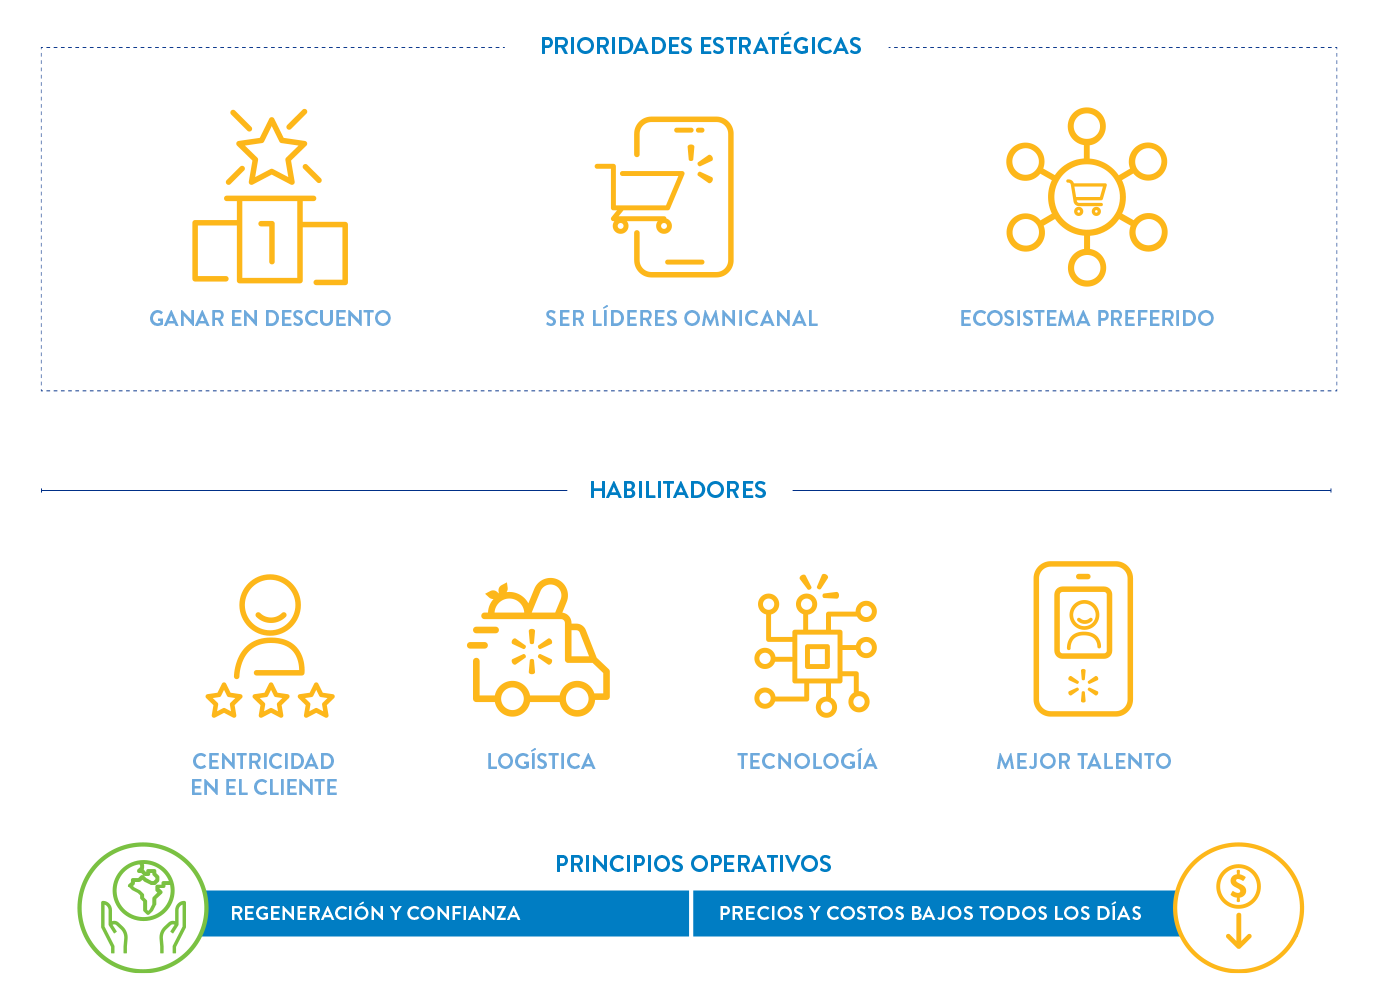 PRIORIDADES ESTRATÉGICAS
1
GANAR EN DESCUENTO
SER LÍDERES OMNICANAL
ECOSISTEMA PREFERIDO
HABILITADORES
CENTRICIDAD
EN EL CLIENTE
LOGÍSTICA
TECNOLOGÍA
MEJOR TALENTO
PRINCIPIOS OPERATIVOS
REGENERACIÓN Y CONFIANZA
PRECIOS Y COSTOS BAJOS TODOS LOS DÍAS
$